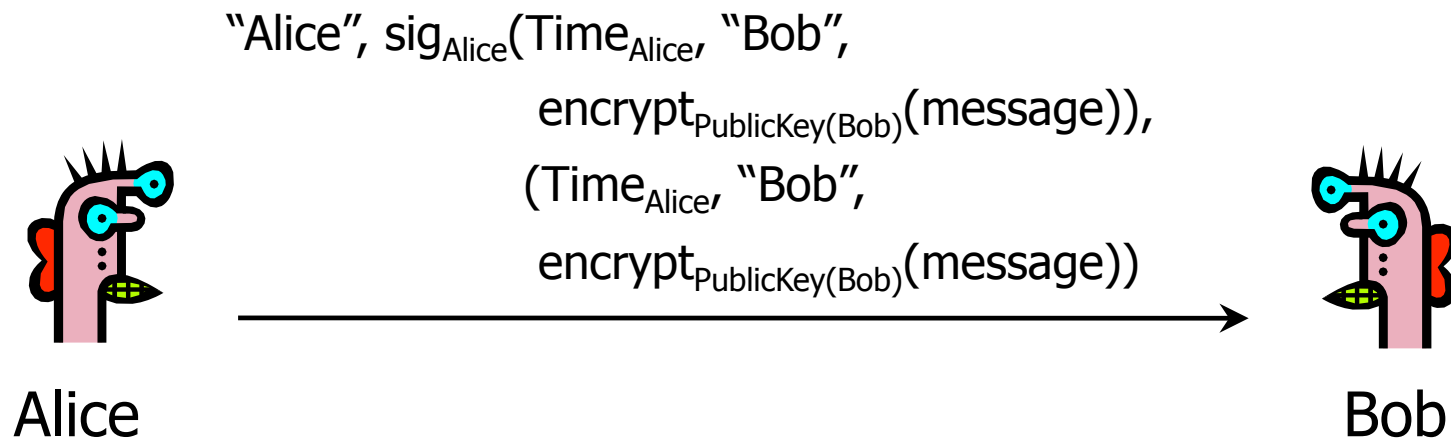 “Alice”, sigAlice(TimeAlice, “Bob”,
encryptPublicKey(Bob)(message)),
(TimeAlice, “Bob”,
encryptPublicKey(Bob)(message))
Alice
Bob